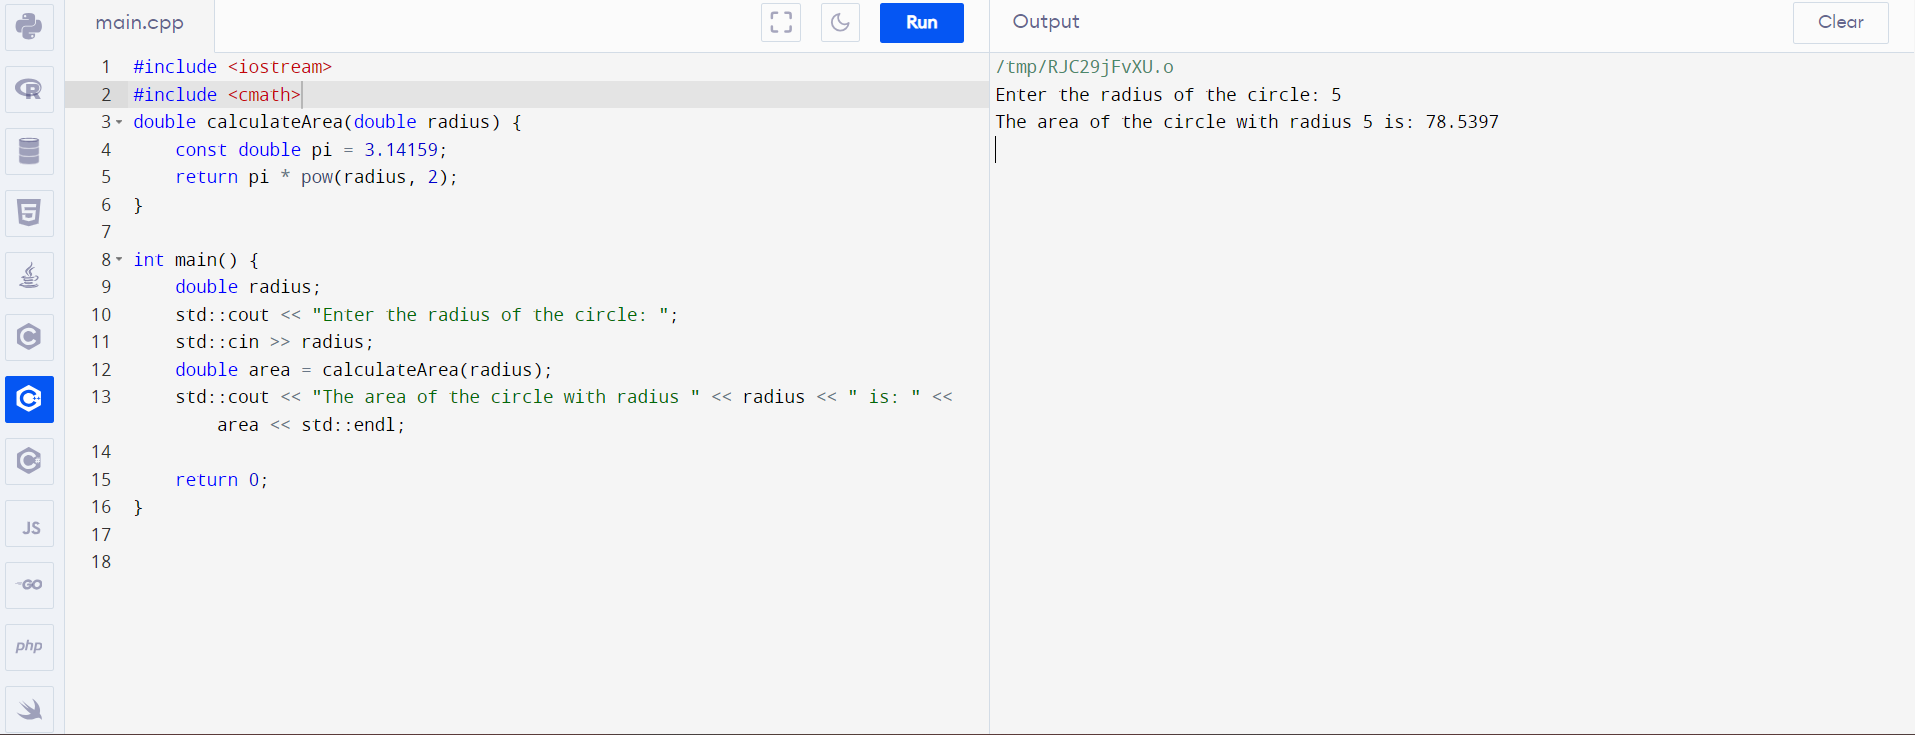 main.cpp
Run
1 #include <iostream>
2 #include <cmath>
3 double calculateArea(double radius) {
4     const double pi = 3.14159;
5     return pi * pow(radius, 2);
6 }
7
8 int main() {
9     double radius;
10     std::cout << "Enter the radius of the circle: ";
11     std::cin >> radius;
12     double area = calculateArea(radius);
13     std::cout << "The area of the circle with radius " << radius << " is: " <<
        area << std::endl;
14
15     return 0;
16 }
17
18
Output
Clear
/tmp/RJC29jFvXU.o
Enter the radius of the circle: 5
The area of the circle with radius 5 is: 78.5397
R
5
C
C++
C#
JS
GO
php